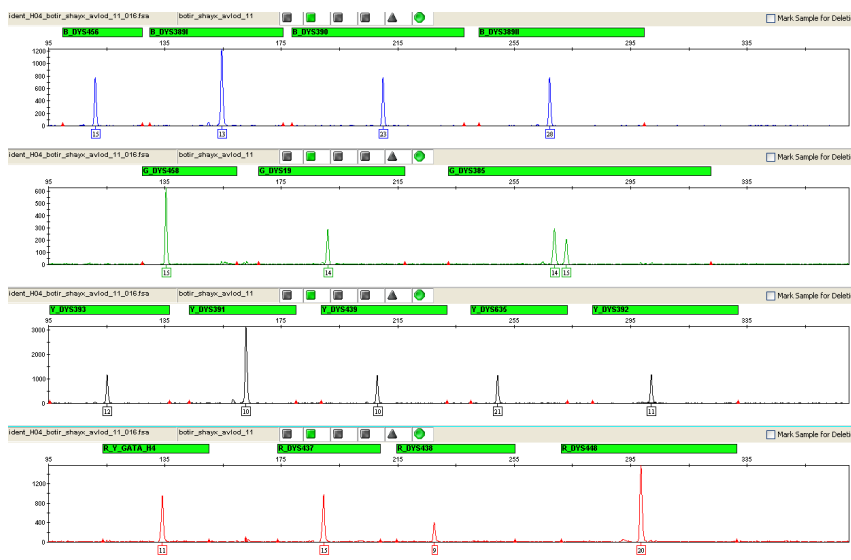 ident_H04_botir_shayx_avlod_11_016.fsa botir_shayx_avlod_11 Mark Sample for Deleti
B_DYS456 B_DYS389I B_DYS390 B_DYS389II
95 135 175 215 255 295 335
1200
1000
800
600
400
200
0
15 13 23 28
ident_H04_botir_shayx_avlod_11_016.fsa botir_shayx_avlod_11 Mark Sample for Deleti
G_DYS458 G_DYS19 G_DYS385
95 135 175 215 255 295 335
600
500
400
300
200
100
0
15 14 14 15
ident_H04_botir_shayx_avlod_11_016.fsa botir_shayx_avlod_11 Mark Sample for Deleti
Y_DYS393 Y_DYS391 Y_DYS439 Y_DYS635 Y_DYS392
95 135 175 215 255 295 335
3000
2000
1000
0
12 10 10 21 11
ident_H04_botir_shayx_avlod_11_016.fsa botir_shayx_avlod_11 Mark Sample for Deleti
R_Y_GATA_H4 R_DYS437 R_DYS438 R_DYS448
95 135 175 215 255 295 335
1200
800
400
0
11 15 9 20